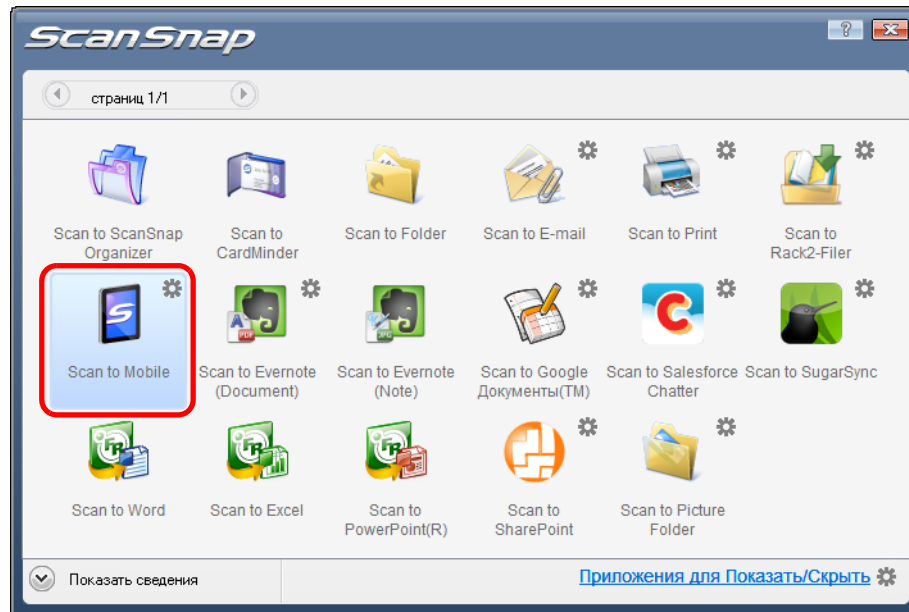 ScanSnap
страниц 1/1
Scan to ScanSnap
Organizer
Scan to
CardMinder
Scan to Folder
Scan to E-mail
Scan to Print
Scan to
Rack2-Filer
Scan to Mobile
Scan to Evernote
(Document)
Scan to Evernote
(Note)
Scan to Google
Документы(TM)
Scan to Salesforce
Chatter
Scan to SugarSync
Scan to Word
Scan to Excel
Scan to
PowerPoint(R)
Scan to
SharePoint
Scan to Picture
Folder
Показать сведения
Приложения для Показать/Скрыть